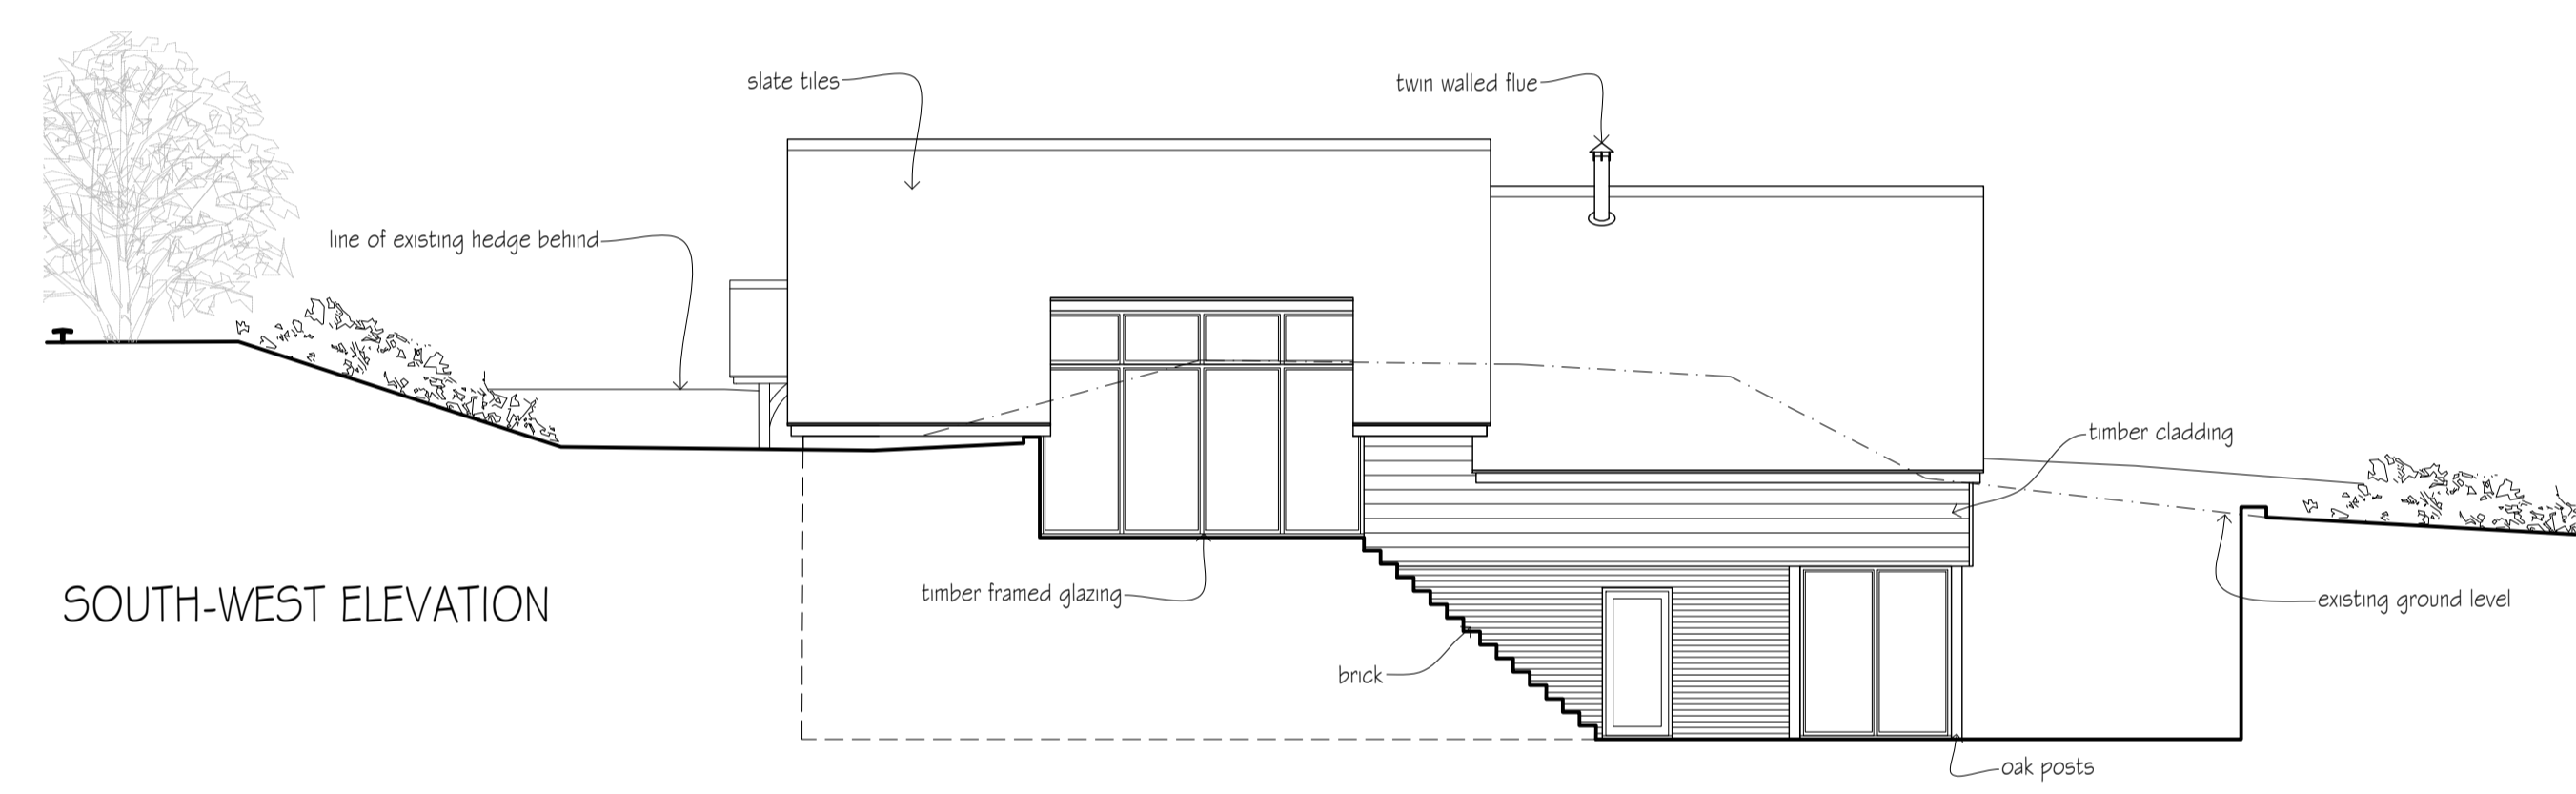 slate tiles
twin walled flue
line of existing hedge behind
timber cladding
timber framed glazing
existing ground level
SOUTH-WEST ELEVATION
brick
oak posts